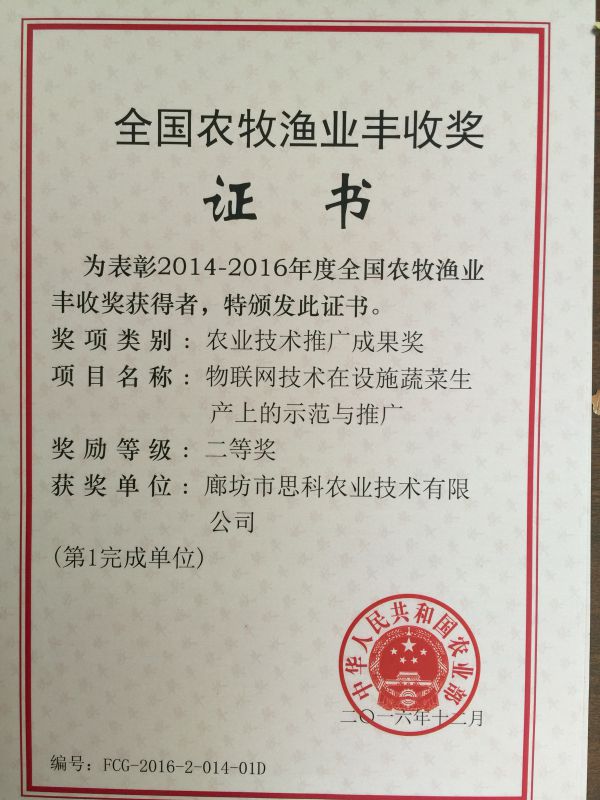 全国农牧渔业丰收奖
证 书
为表彰2014-2016年度全国农牧渔业
丰收奖获得者，特颁发此证书。
奖项类别：农业技术推广成果奖
项目名称：物联网技术在设施蔬菜生
产上的示范与推广
奖励等级：二等奖
获奖单位：廊坊市思科农业技术有限
公司
(第1完成单位)
中华人民共和国农业部
二〇一六年十二月
编号：FCG-2016-2-014-01D